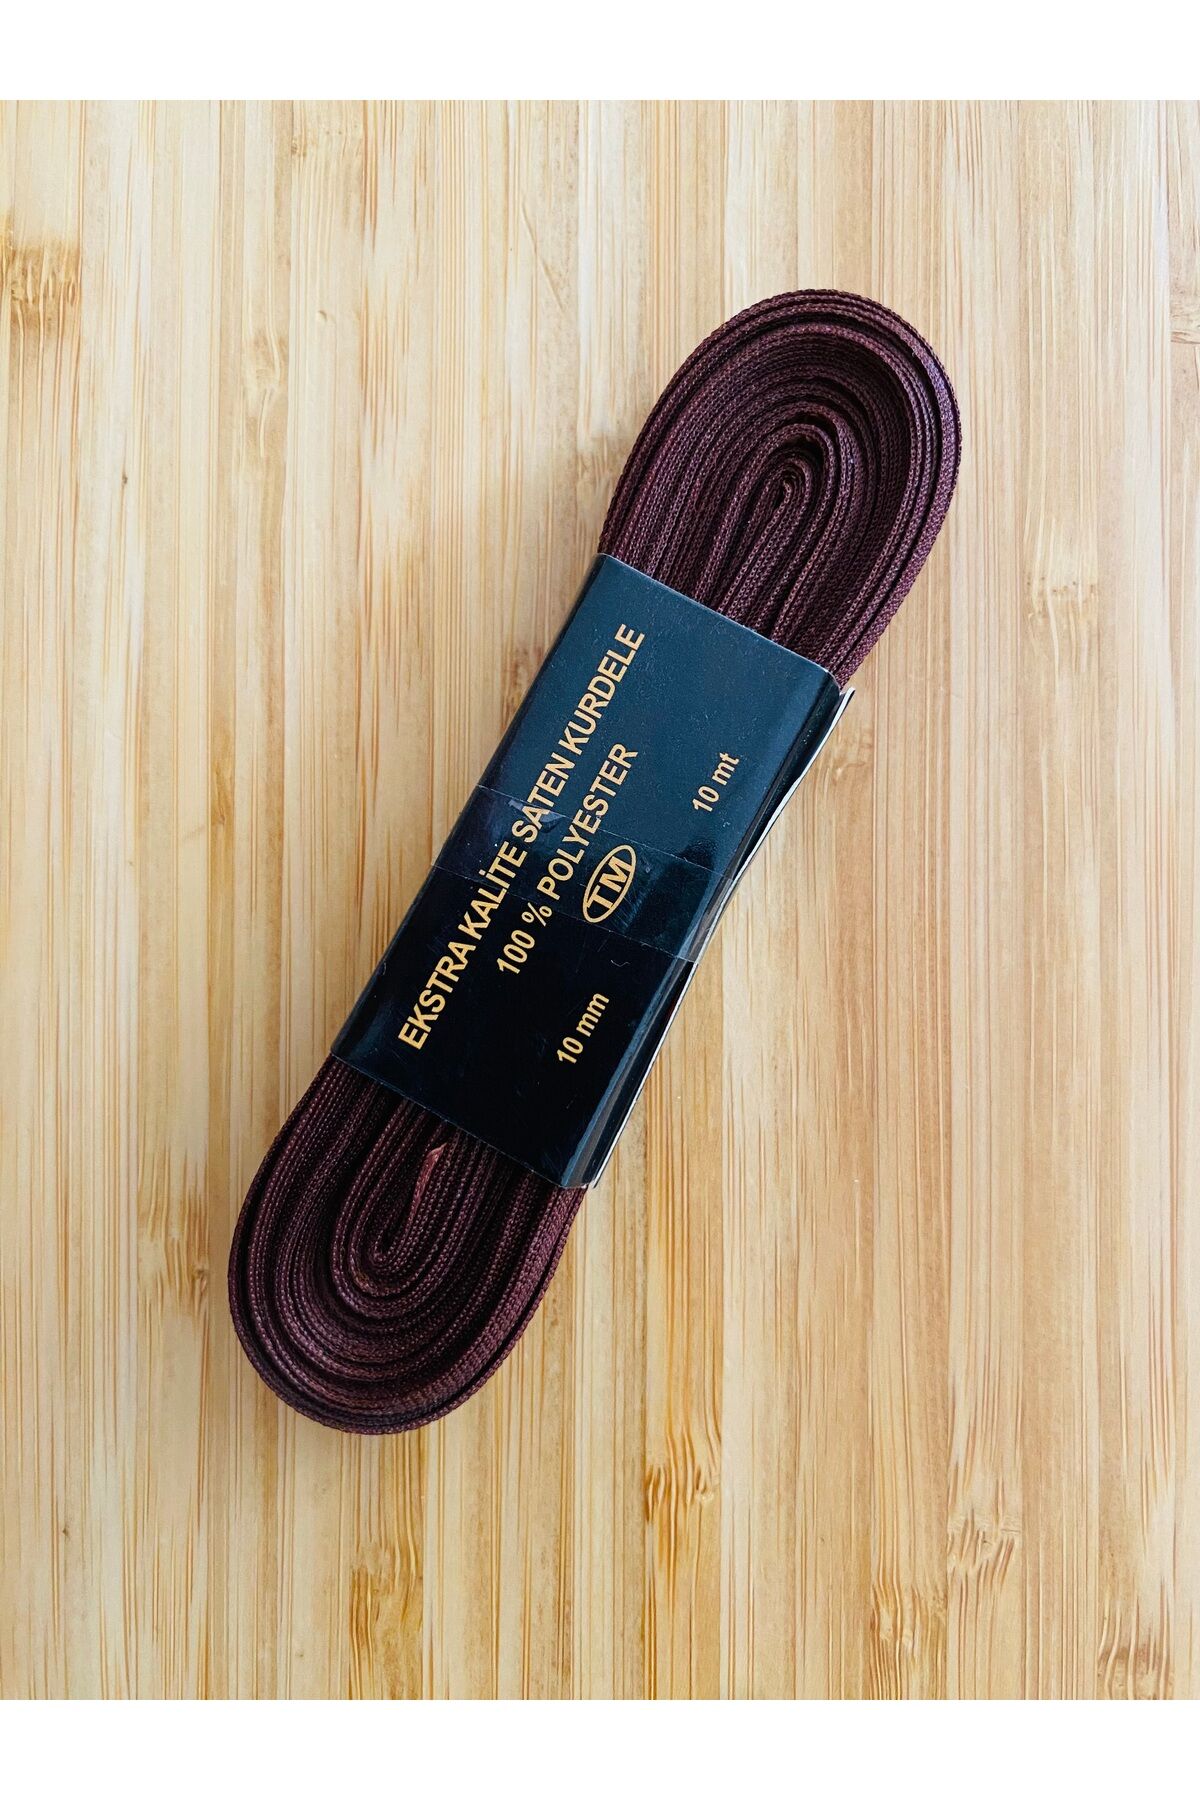 EKSTRA KALİTE SATEN KURDELE
100 % POLYESTER
TM
10 mm
10 mt